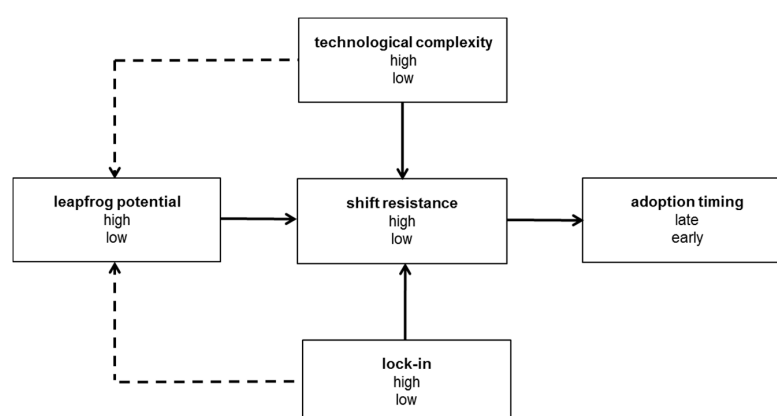 technological complexity
high
low
leapfrog potential
high
low
shift resistance
high
low
adoption timing
late
early
lock-in
high
low